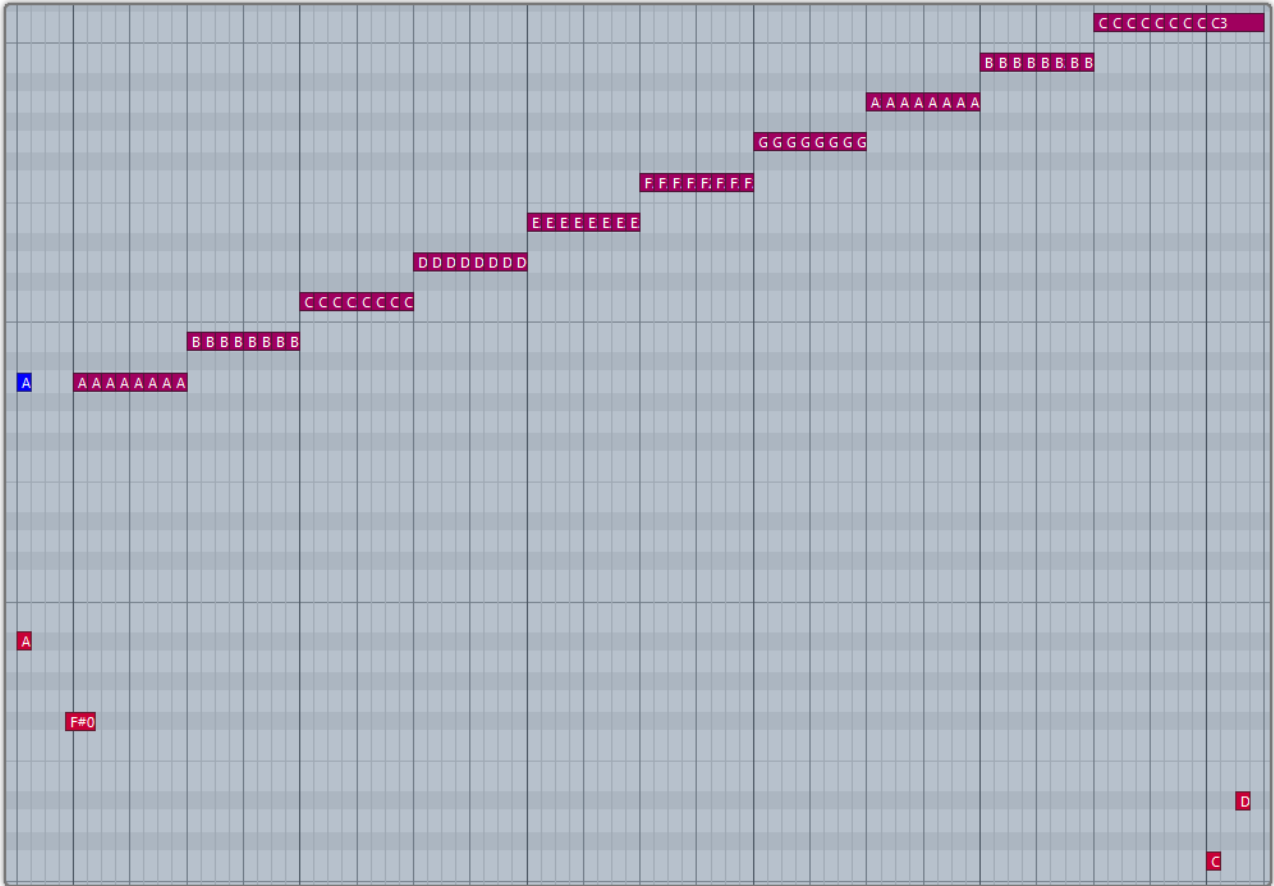 C C C C C C C C C3
B B B B B B B B
A A A A A A A A
G G G G G G G G
F F F F F F F F
E E E E E E E E
D D D D D D D D
C C C C C C C C
B B B B B B B B
A A A A A A A A A
A
F#0
D
C